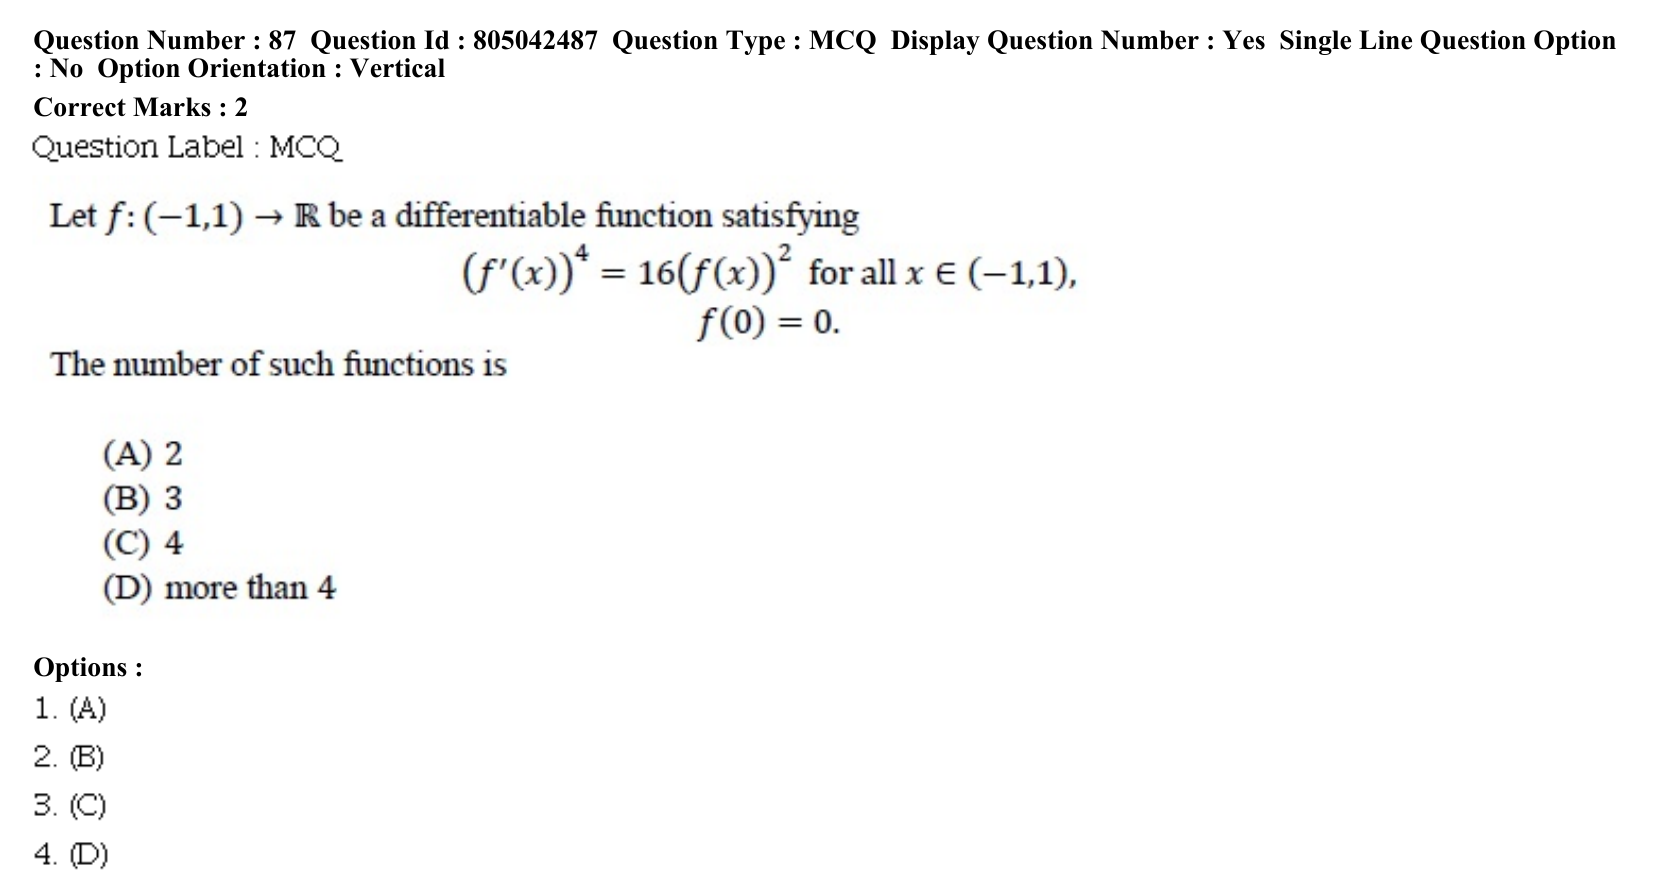 Question Number : 87 Question Id : 805042487 Question Type : MCQ Display Question Number : Yes Single Line Question Option
: No Option Orientation : Vertical
Correct Marks : 2
Question Label : MCQ
Let f: (−1,1) → ℝ be a differentiable function satisfying
(f′(x))⁴ = 16(f(x))² for all x ∈ (−1,1),
f(0) = 0.
The number of such functions is
(A) 2
(B) 3
(C) 4
(D) more than 4
Options :
1. (A)
2. (B)
3. (C)
4. (D)